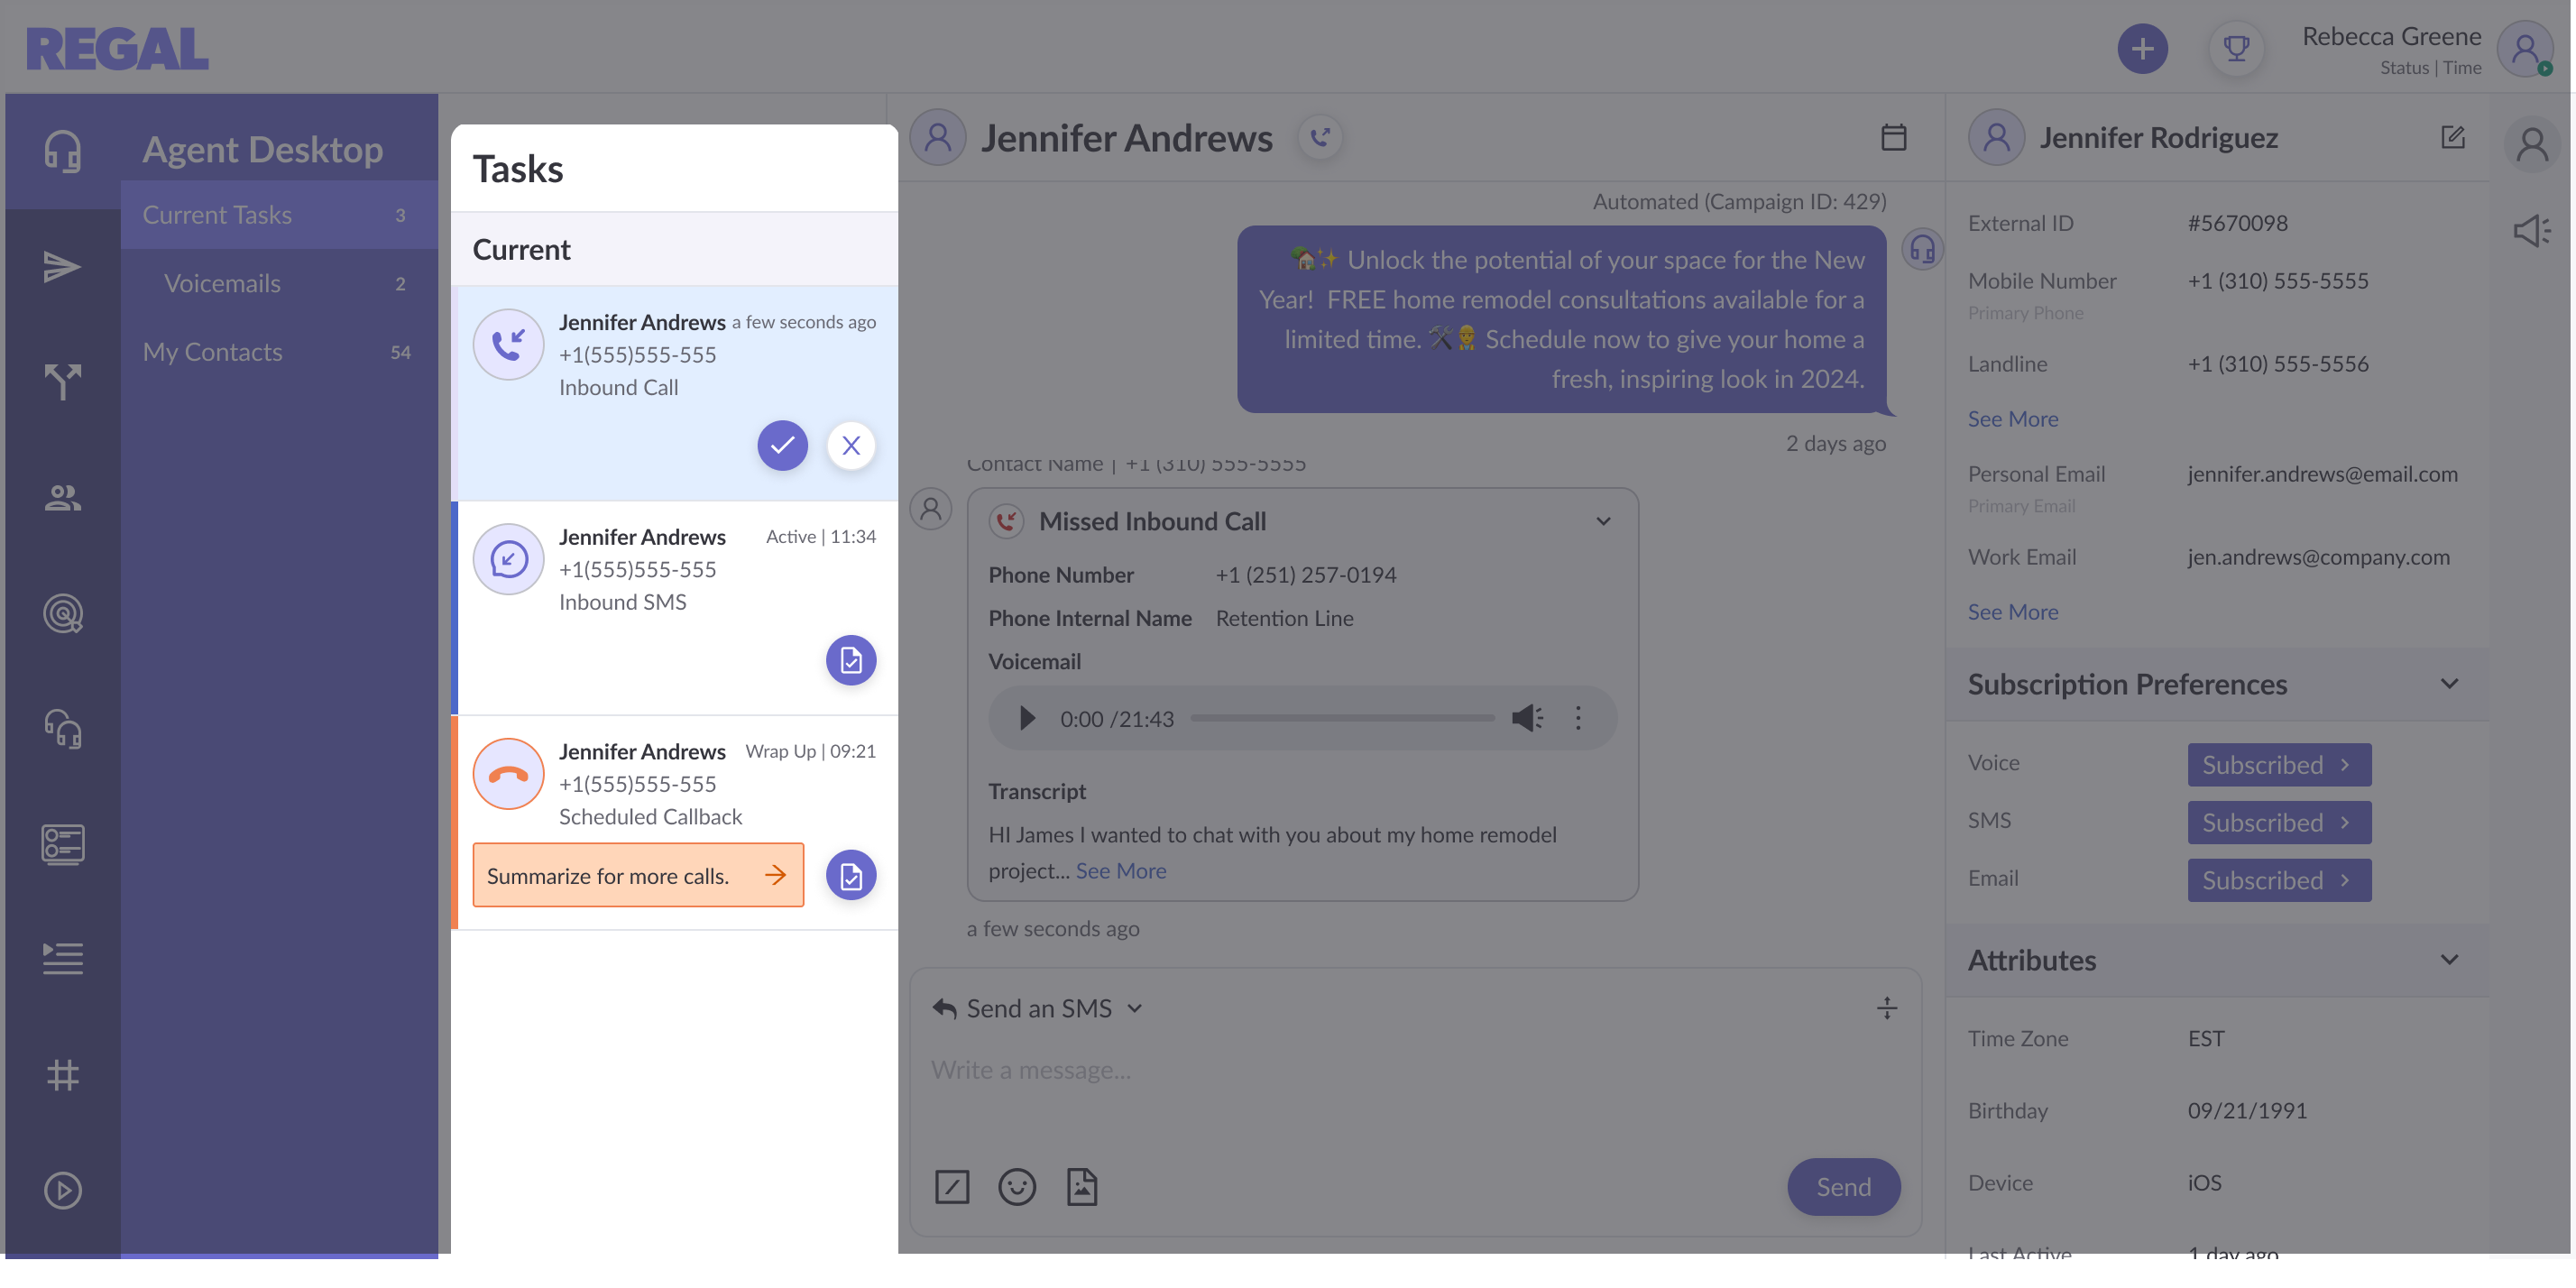 REGAL
Rebecca Greene
Status | Time
Agent Desktop
Current Tasks 3
Voicemails 2
My Contacts 54
Tasks
Current
Jennifer Andrews a few seconds ago
+1(555)555-555
Inbound Call
Jennifer Andrews Active | 11:34
+1(555)555-555
Inbound SMS
Jennifer Andrews Wrap Up | 09:21
+1(555)555-555
Scheduled Callback
Summarize for more calls.
Jennifer Andrews
Automated (Campaign ID: 429)
🏡✨ Unlock the potential of your space for the New
Year! FREE home remodel consultations available for a
limited time. 🛠️👷 Schedule now to give your home a
fresh, inspiring look in 2024.
2 days ago
Contact Name | +1 (310) 555-5555
Missed Inbound Call
Phone Number +1 (251) 257-0194
Phone Internal Name Retention Line
Voicemail
0:00 /21:43
Transcript
HI James I wanted to chat with you about my home remodel
project... See More
a few seconds ago
Send an SMS
Write a message...
Send
Jennifer Rodriguez
External ID #5670098
Mobile Number +1 (310) 555-5555
Primary Phone
Landline +1 (310) 555-5556
See More
Personal Email jennifer.andrews@email.com
Primary Email
Work Email jen.andrews@company.com
See More
Subscription Preferences
Voice Subscribed
SMS Subscribed
Email Subscribed
Attributes
Time Zone EST
Birthday 09/21/1991
Device iOS
Last Active 1 day ago